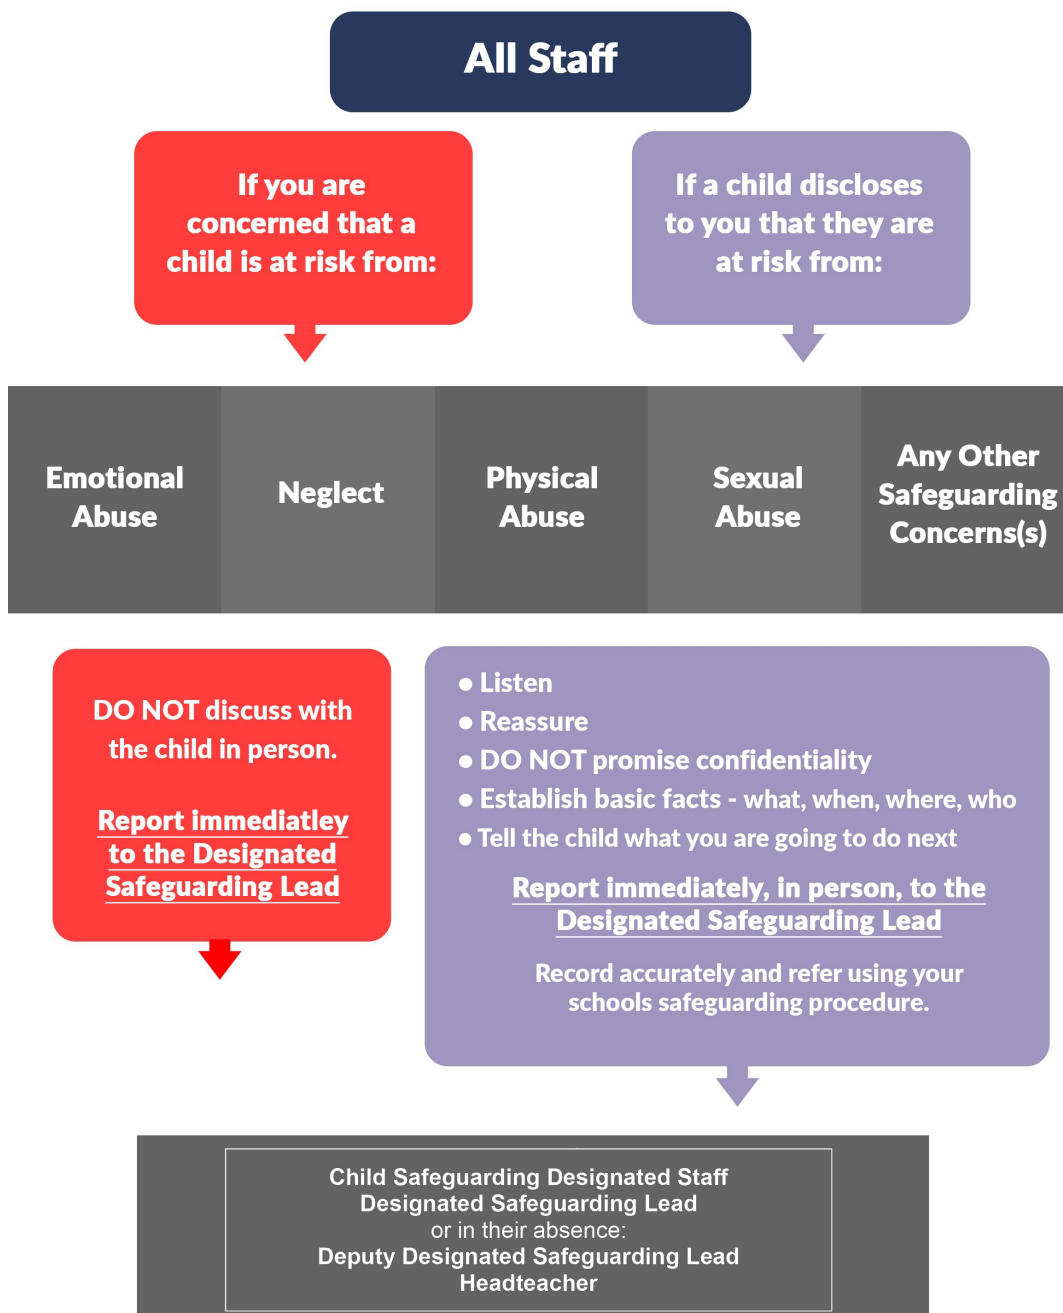 All Staff
If you are
concerned that a
child is at risk from:
If a child discloses
to you that they are
at risk from:
Emotional
Abuse
Neglect
Physical
Abuse
Sexual
Abuse
Any Other
Safeguarding
Concerns(s)
DO NOT discuss with
the child in person.
Report immediatley
to the Designated
Safeguarding Lead
● Listen
● Reassure
● DO NOT promise confidentiality
● Establish basic facts - what, when, where, who
● Tell the child what you are going to do next
Report immediately, in person, to the
Designated Safeguarding Lead
Record accurately and refer using your
schools safeguarding procedure.
Child Safeguarding Designated Staff
Designated Safeguarding Lead
or in their absence:
Deputy Designated Safeguarding Lead
Headteacher